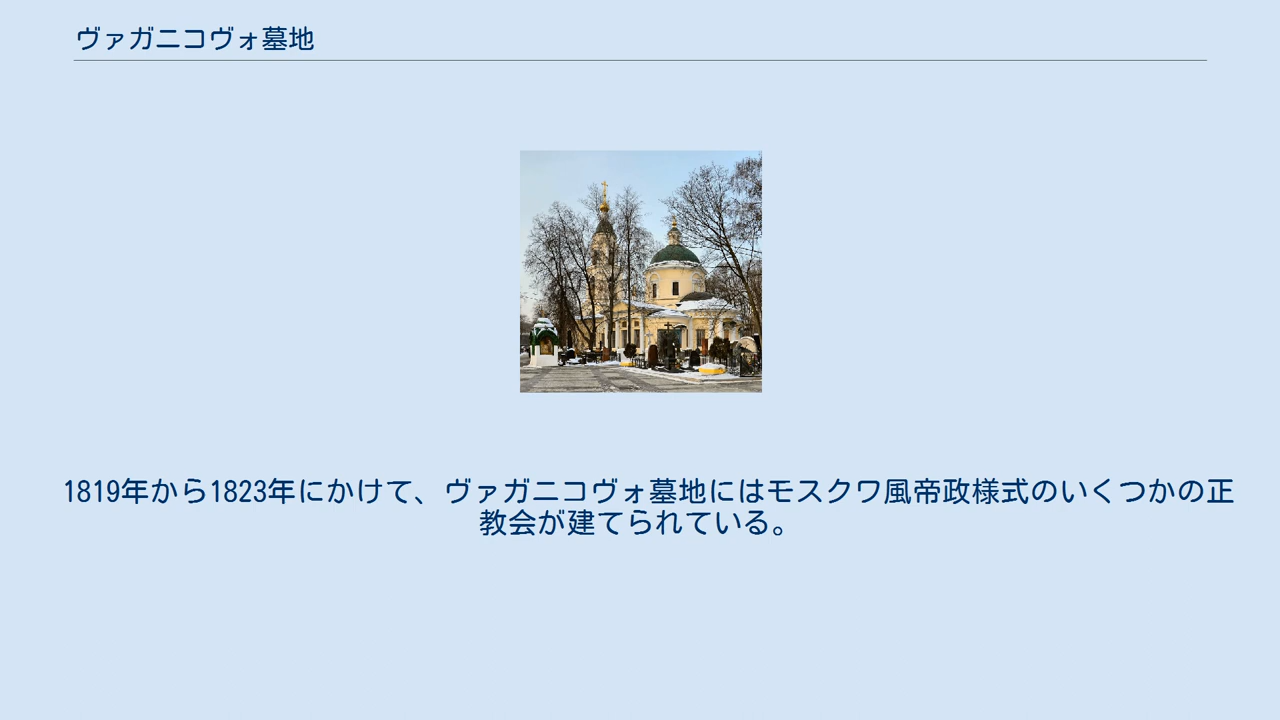 ヴァガニコヴォ墓地
1819年から1823年にかけて、ヴァガニコヴォ墓地にはモスクワ風帝政様式のいくつかの正
教会が建てられている。